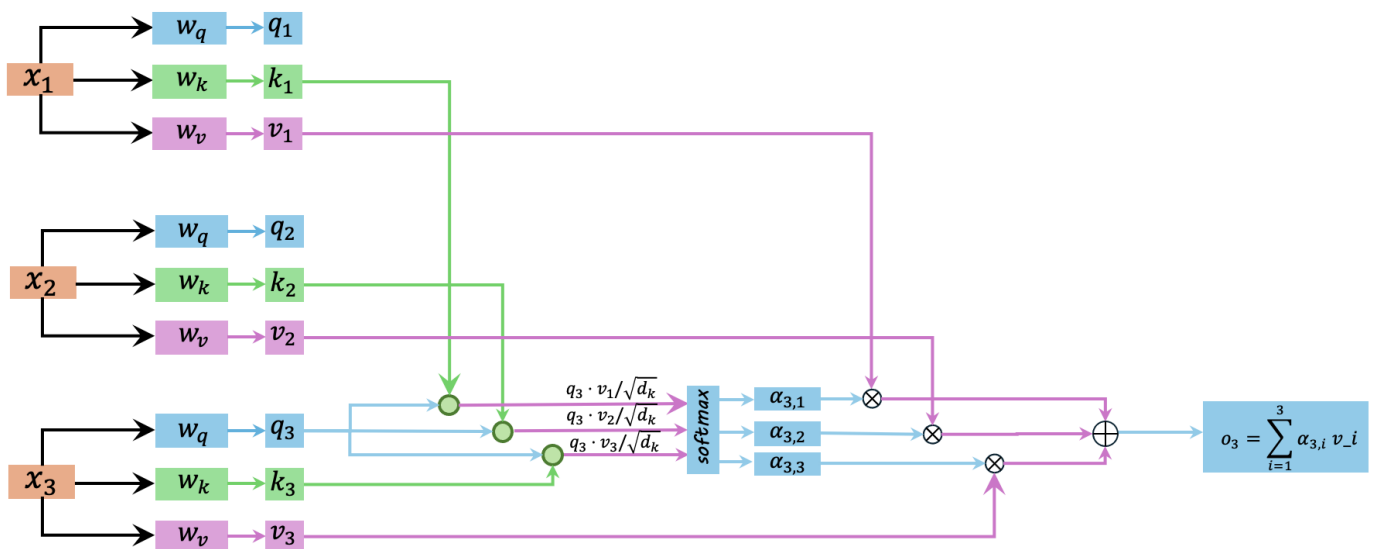 w_q q_1
x_1 w_k k_1
w_v v_1
w_q q_2
x_2 w_k k_2
w_v v_2
w_q q_3
x_3 w_k k_3
w_v v_3
q_3 · v_1/√d_k
q_3 · v_2/√d_k
q_3 · v_3/√d_k
softmax
α_{3,1}
α_{3,2}
α_{3,3}
o_3 = ∑_{i=1}^{3} α_{3,i} v_i